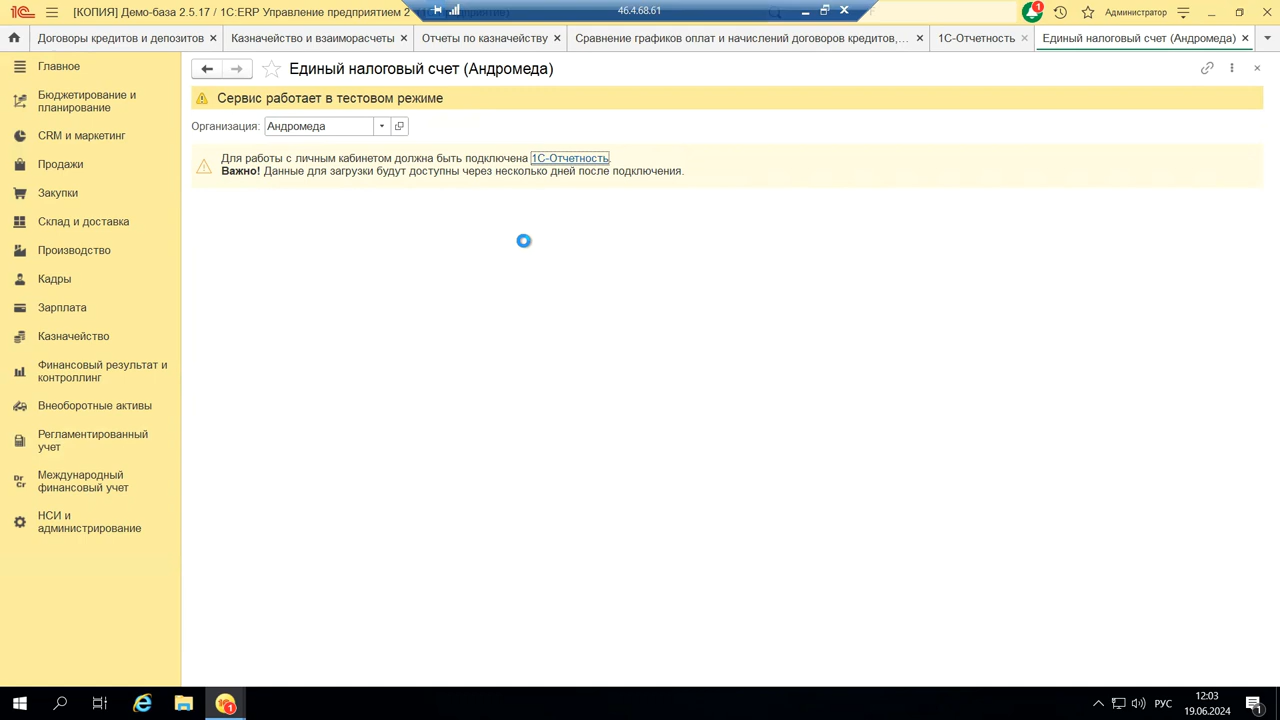 [КОПИЯ] Демо-база 2.5.17 / 1С:ERP Управление предприятием 2
46.4.68.61
1
Администратор
Договоры кредитов и депозитов
Казначейство и взаиморасчеты
Отчеты по казначейству
Сравнение графиков оплат и начислений договоров кредитов,...
1С-Отчетность
Единый налоговый счет (Андромеда)
Главное
Бюджетирование и
планирование
CRM и маркетинг
Продажи
Закупки
Склад и доставка
Производство
Кадры
Зарплата
Казначейство
Финансовый результат и
контроллинг
Внеоборотные активы
Регламентированный
учет
Международный
финансовый учет
НСИ и
администрирование
Единый налоговый счет (Андромеда)
Сервис работает в тестовом режиме
Организация: Андромеда
Для работы с личным кабинетом должна быть подключена 1С-Отчетность.
Важно! Данные для загрузки будут доступны через несколько дней после подключения.
РУС
12:03
19.06.2024
1